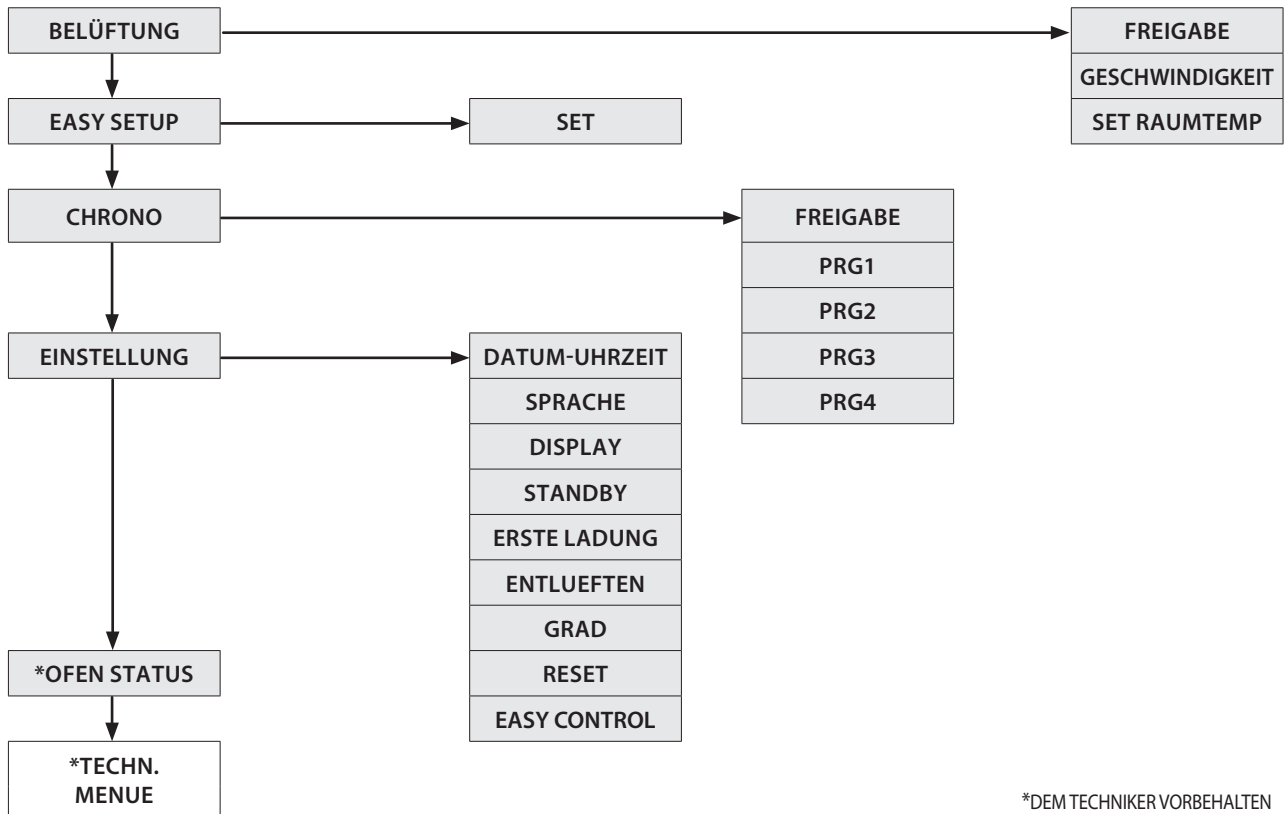 BELÜFTUNG
FREIGABE
GESCHWINDIGKEIT
SET RAUMTEMP
EASY SETUP
SET
CHRONO
FREIGABE
PRG1
PRG2
PRG3
PRG4
EINSTELLUNG
DATUM-UHRZEIT
SPRACHE
DISPLAY
STANDBY
ERSTE LADUNG
ENTLUEFTEN
GRAD
RESET
EASY CONTROL
*OFEN STATUS
*TECHN.
MENUE
*DEM TECHNIKER VORBEHALTEN